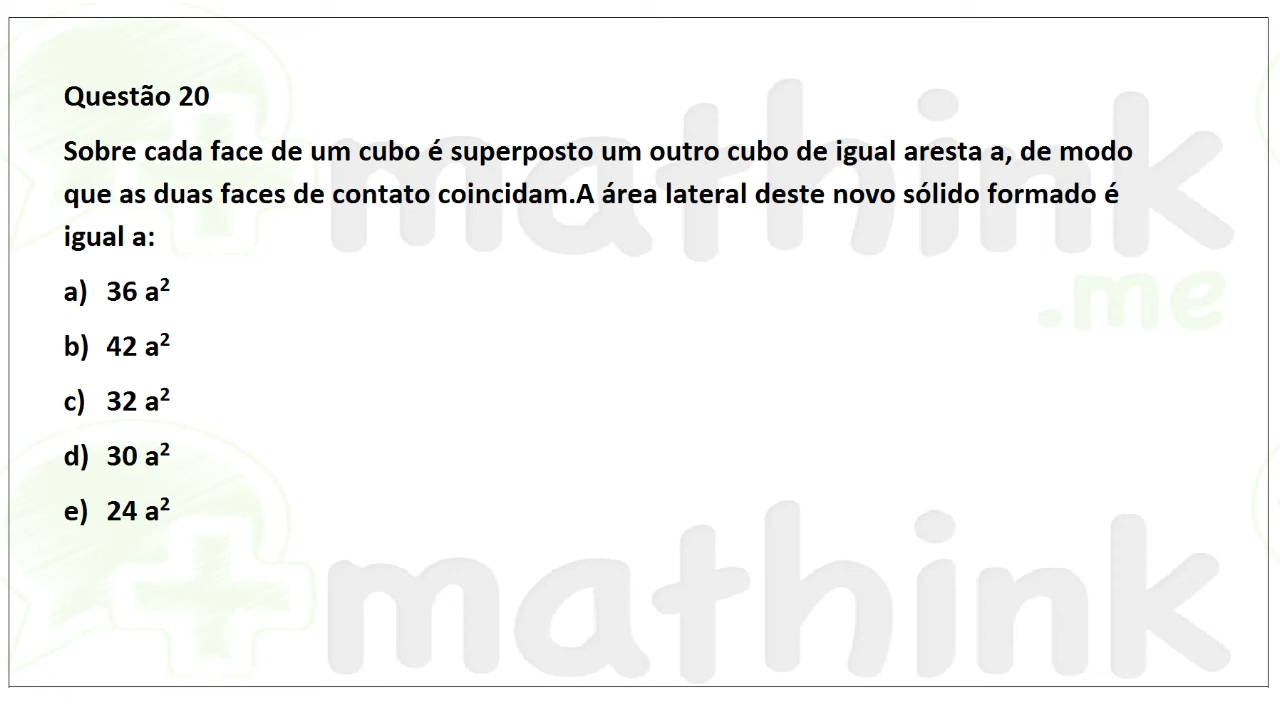 Questão 20
Sobre cada face de um cubo é superposto um outro cubo de igual aresta a, de modo
que as duas faces de contato coincidam.A área lateral deste novo sólido formado é
igual a:
a) 36 a²
b) 42 a²
c) 32 a²
d) 30 a²
e) 24 a²
+mathink
.me
+mathink